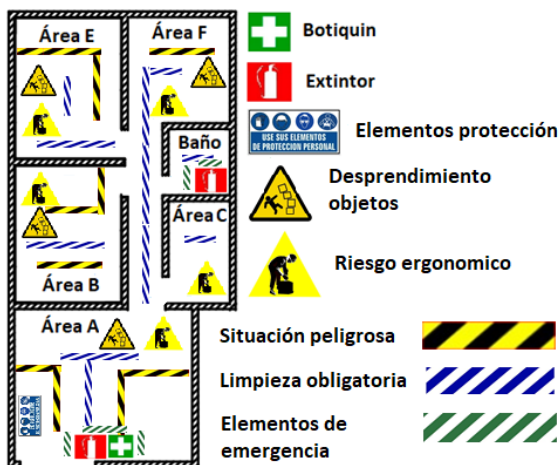 Área E
Área F
Baño
Área C
Área B
Área A
Botiquin
Extintor
USE SUS ELEMENTOS
DE PROTECCION PERSONAL
Elementos protección
Desprendimiento
objetos
Riesgo ergonomico
Situación peligrosa
Limpieza obligatoria
Elementos de
emergencia